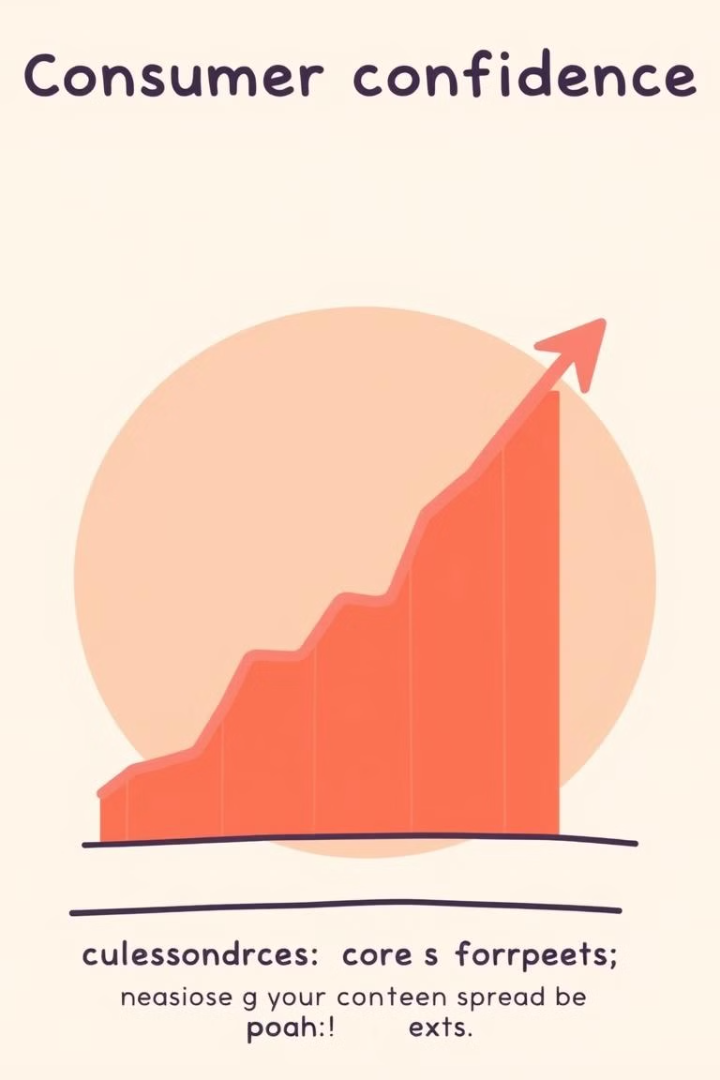 Consumer confidence
culessondrces: core s forrpeets;
neasiose g your conteen spread be
poah:! exts.